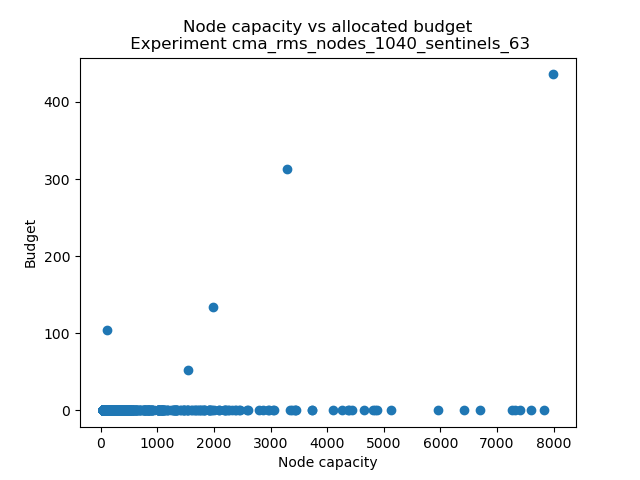 Node capacity vs allocated budget
Experiment cma_rms_nodes_1040_sentinels_63
400
300
200
100
0
Budget
0 1000 2000 3000 4000 5000 6000 7000 8000
Node capacity